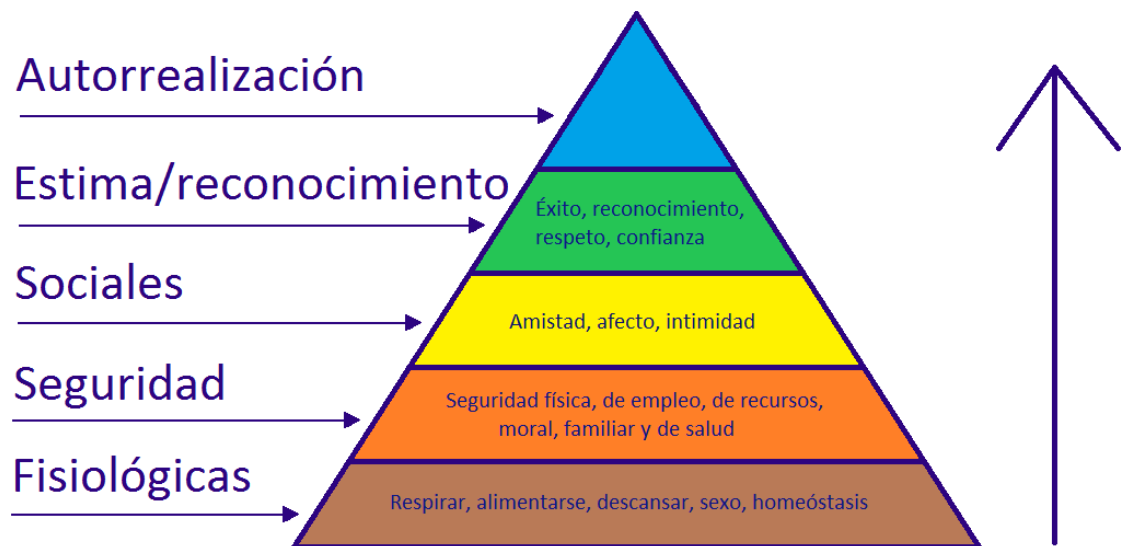 Autorrealización
Estima/reconocimiento
Éxito, reconocimiento,
respeto, confianza
Sociales
Amistad, afecto, intimidad
Seguridad
Seguridad física, de empleo, de recursos,
moral, familiar y de salud
Fisiológicas
Respirar, alimentarse, descansar, sexo, homeóstasis